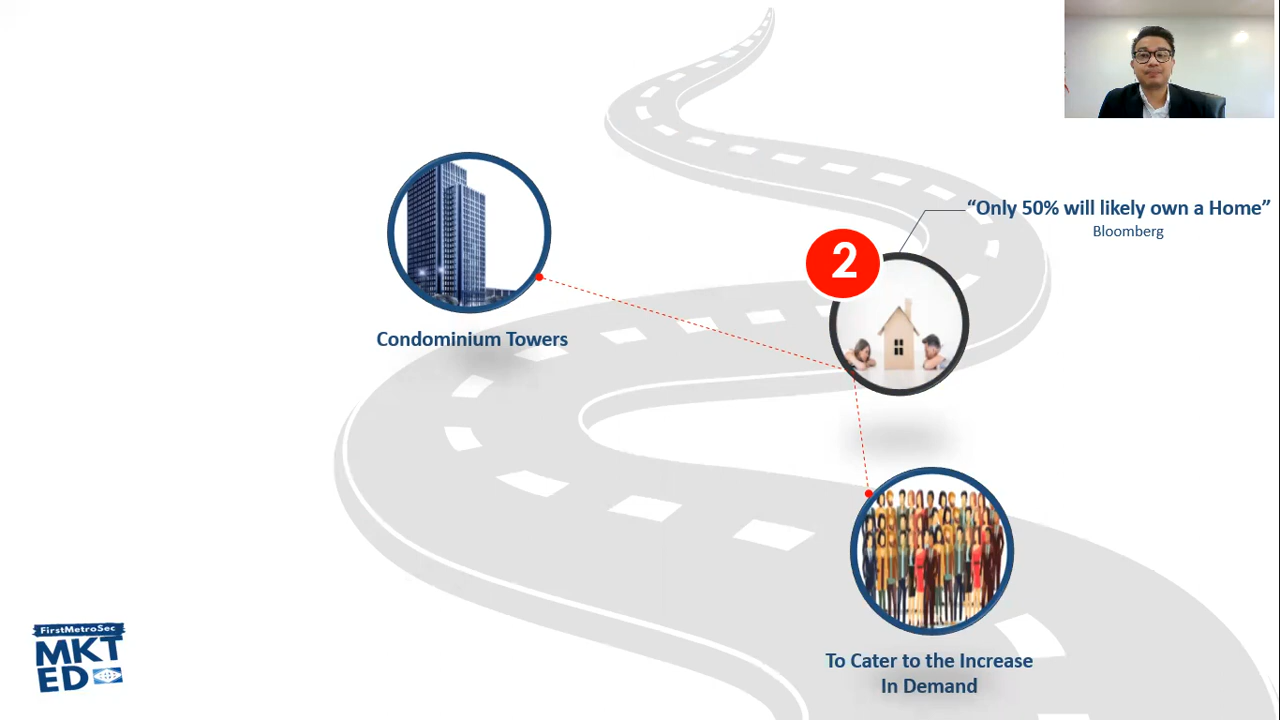 “Only 50% will likely own a Home”
Bloomberg
2
Condominium Towers
To Cater to the Increase
In Demand
FirstMetroSec
MKT
ED